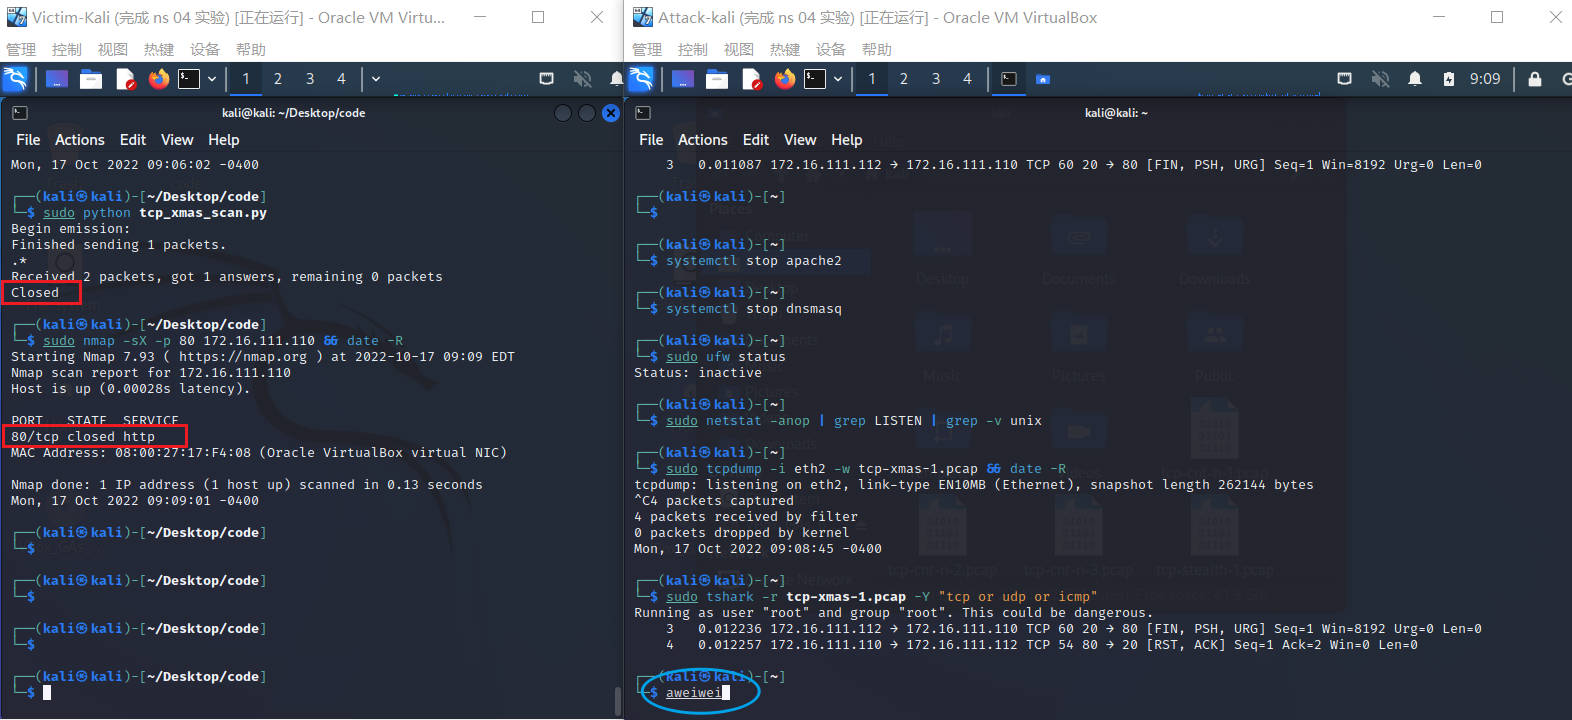 Victim-Kali (完成 ns 04 实验) [正在运行] - Oracle VM Virtu...
管理 控制 视图 热键 设备 帮助
1 2 3 4
kali@kali: ~/Desktop/code
File Actions Edit View Help
Mon, 17 Oct 2022 09:06:02 -0400
┌──(kali㉿kali)-[~/Desktop/code]
└─$ sudo python tcp_xmas_scan.py
Begin emission:
Finished sending 1 packets.
.*
Received 2 packets, got 1 answers, remaining 0 packets
Closed
┌──(kali㉿kali)-[~/Desktop/code]
└─$ sudo nmap -sX -p 80 172.16.111.110 && date -R
Starting Nmap 7.93 ( https://nmap.org ) at 2022-10-17 09:09 EDT
Nmap scan report for 172.16.111.110
Host is up (0.00028s latency).
PORT STATE SERVICE
80/tcp closed http
MAC Address: 08:00:27:17:F4:08 (Oracle VirtualBox virtual NIC)
Nmap done: 1 IP address (1 host up) scanned in 0.13 seconds
Mon, 17 Oct 2022 09:09:01 -0400
┌──(kali㉿kali)-[~/Desktop/code]
└─$
┌──(kali㉿kali)-[~/Desktop/code]
└─$
┌──(kali㉿kali)-[~/Desktop/code]
└─$
┌──(kali㉿kali)-[~/Desktop/code]
└─$
Attack-kali (完成 ns 04 实验) [正在运行] - Oracle VM VirtualBox
管理 控制 视图 热键 设备 帮助
1 2 3 4
9:09
kali@kali: ~
File Actions Edit View Help
3 0.011087 172.16.111.112 → 172.16.111.110 TCP 60 20 → 80 [FIN, PSH, URG] Seq=1 Win=8192 Urg=0 Len=0
┌──(kali㉿kali)-[~]
└─$
┌──(kali㉿kali)-[~]
└─$ systemctl stop apache2
┌──(kali㉿kali)-[~]
└─$ systemctl stop dnsmasq
┌──(kali㉿kali)-[~]
└─$ sudo ufw status
Status: inactive
┌──(kali㉿kali)-[~]
└─$ sudo netstat -anop | grep LISTEN | grep -v unix
┌──(kali㉿kali)-[~]
└─$ sudo tcpdump -i eth2 -w tcp-xmas-1.pcap && date -R
tcpdump: listening on eth2, link-type EN10MB (Ethernet), snapshot length 262144 bytes
^C4 packets captured
4 packets received by filter
0 packets dropped by kernel
Mon, 17 Oct 2022 09:08:45 -0400
┌──(kali㉿kali)-[~]
└─$ sudo tshark -r tcp-xmas-1.pcap -Y "tcp or udp or icmp"
Running as user "root" and group "root". This could be dangerous.
3 0.012236 172.16.111.112 → 172.16.111.110 TCP 60 20 → 80 [FIN, PSH, URG] Seq=1 Win=8192 Urg=0 Len=0
4 0.012257 172.16.111.110 → 172.16.111.112 TCP 54 80 → 20 [RST, ACK] Seq=1 Ack=2 Win=0 Len=0
┌──(kali㉿kali)-[~]
└─$ aweiwei
Places
Computer
Desktop
Documents
Downloads
Music
Pictures
Public
tcp-cnt-n-2.pcap
tcp-cnt-n-3.pcap
tcp-stealth-1.pcap